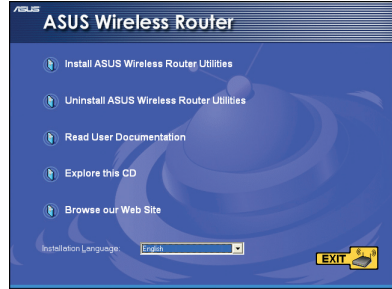 ASUS
ASUS Wireless Router
Install ASUS Wireless Router Utilities
Uninstall ASUS Wireless Router Utilities
Read User Documentation
Explore this CD
Browse our Web Site
Installation Language: English
EXIT